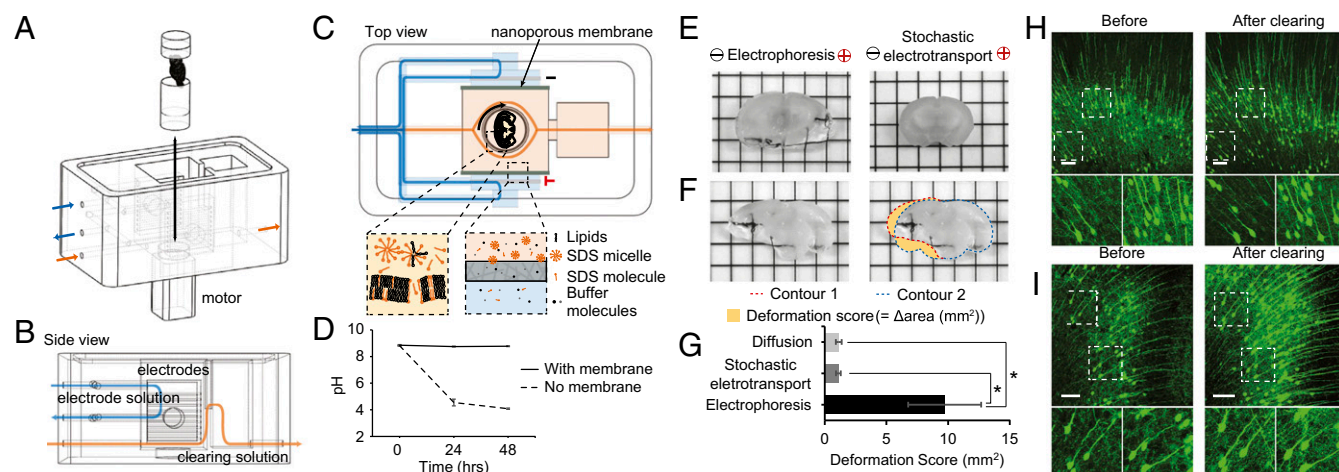 A
motor
B
Side view
electrodes
electrode solution
clearing solution
C
nanoporous membrane
Top view
Lipids
SDS micelle
SDS molecule
Buffer
molecules
D
10
8
6
4
2
pH
0 24 48
Time (hrs)
With membrane
No membrane
E
Electrophoresis
Stochastic
electrotransport
F
Contour 1 Contour 2
Deformation score (= Δarea (mm²))
G
Diffusion
Stochastic
eletrotransport
Electrophoresis
*
*
0 5 10 15
Deformation Score (mm²)
H
Before After clearing
I
Before After clearing